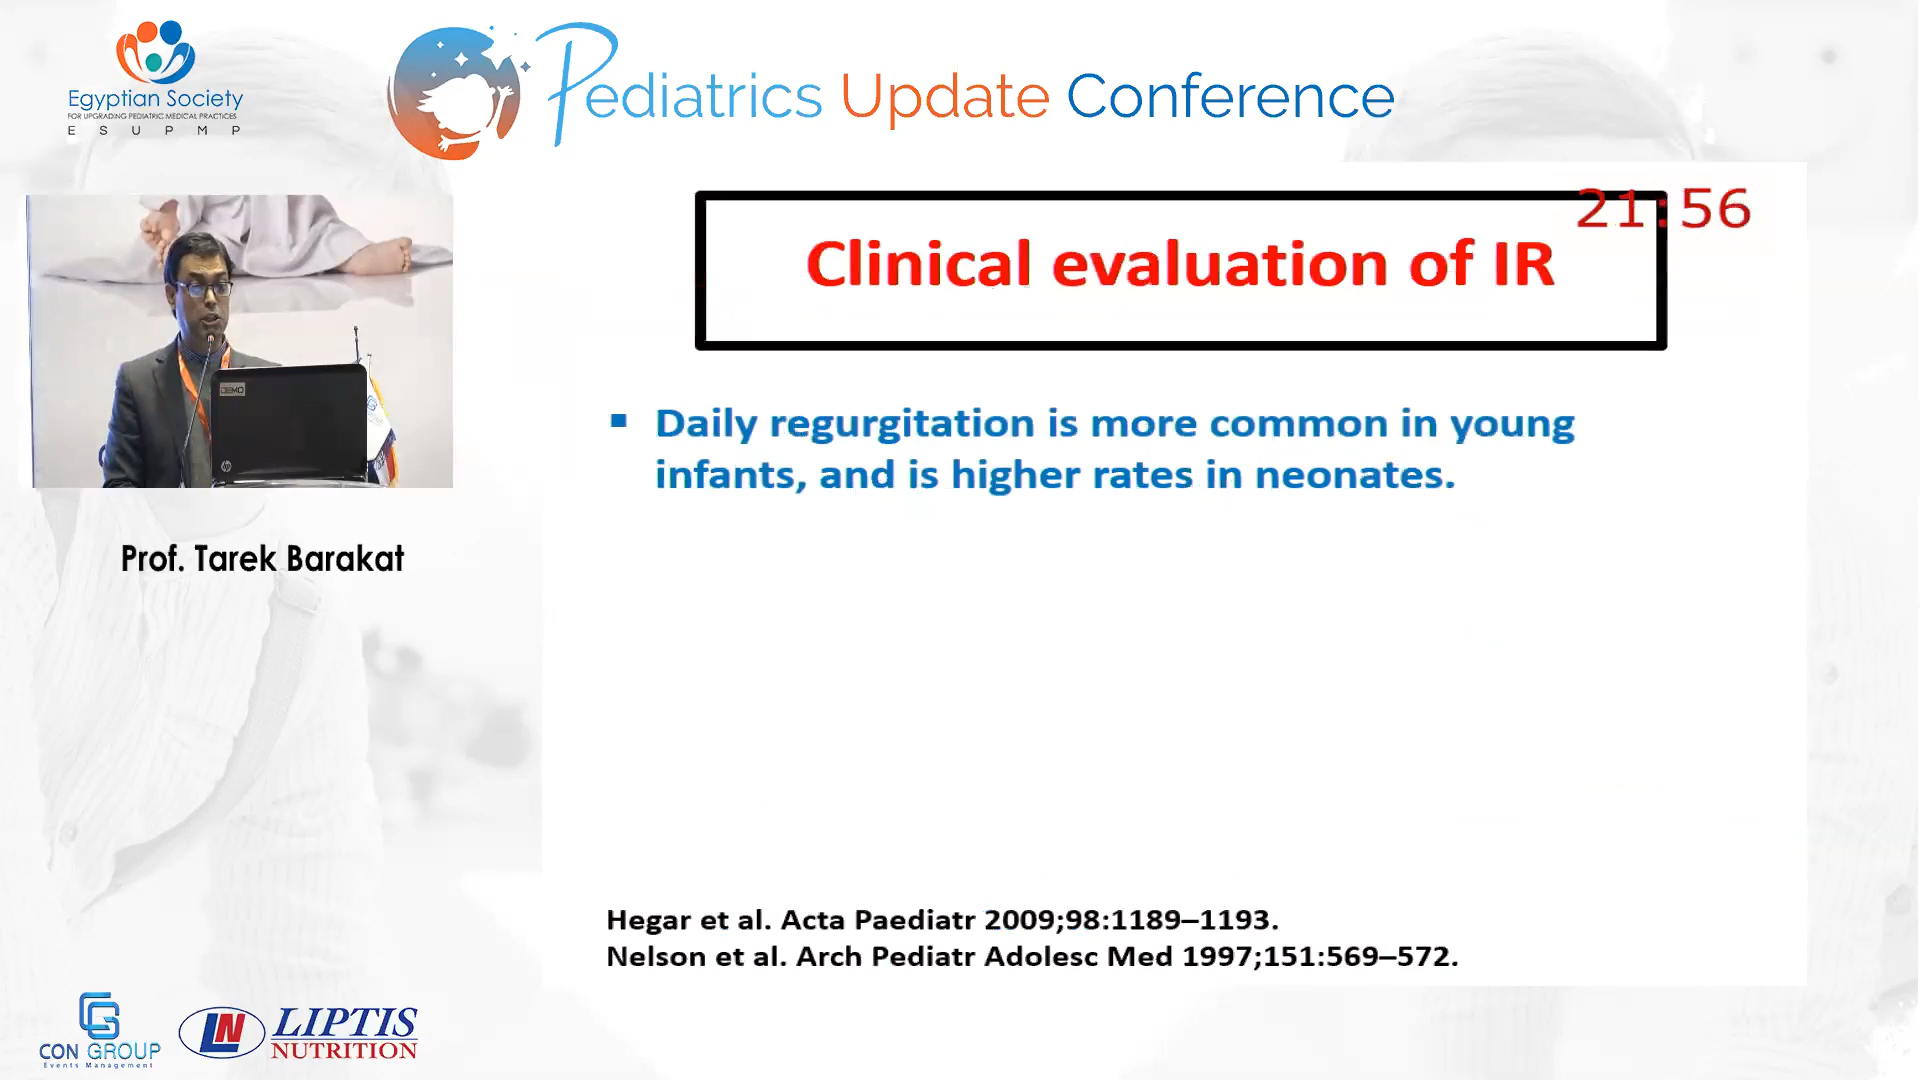 Egyptian Society
FOR UPGRADING PEDIATRIC MEDICAL PRACTICES
E S U P M P
Pediatrics Update Conference
21:56
Clinical evaluation of IR
▪ Daily regurgitation is more common in young
infants, and is higher rates in neonates.
DEMO
hp
Prof. Tarek Barakat
Hegar et al. Acta Paediatr 2009;98:1189–1193.
Nelson et al. Arch Pediatr Adolesc Med 1997;151:569–572.
CON GROUP
Events Management
LN LIPTIS
NUTRITION